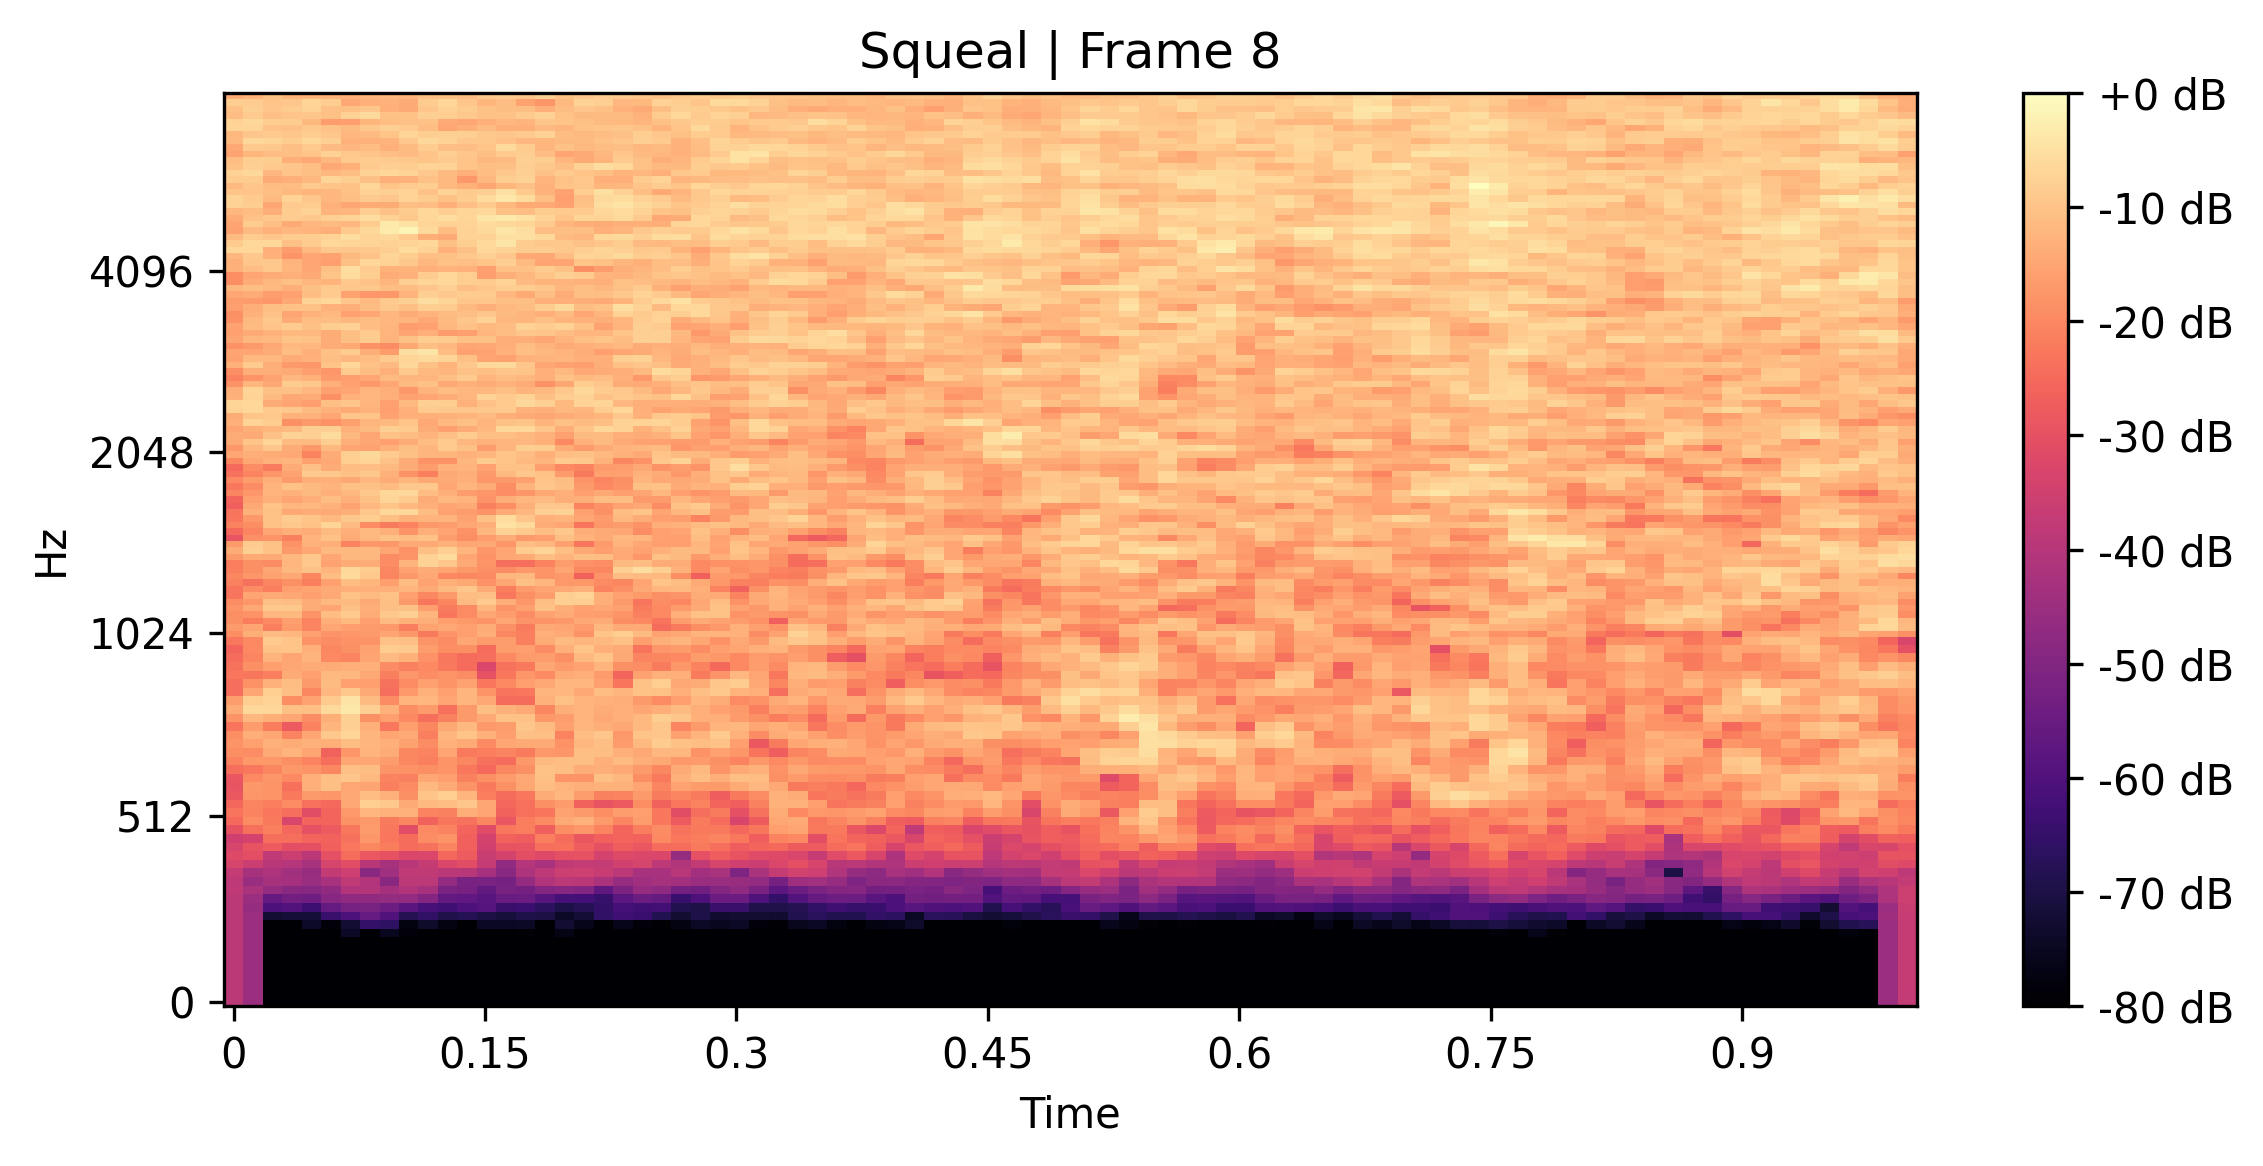 Squeal | Frame 8
Hz
4096
2048
1024
512
0
0 0.15 0.3 0.45 0.6 0.75 0.9
Time
+0 dB
-10 dB
-20 dB
-30 dB
-40 dB
-50 dB
-60 dB
-70 dB
-80 dB